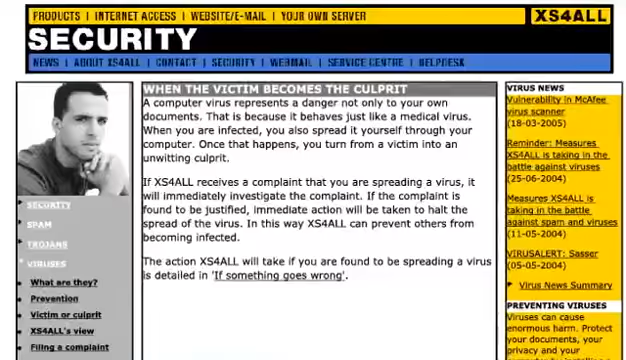 PRODUCTS | INTERNET ACCESS | WEBSITE/E-MAIL | YOUR OWN SERVER
XS4ALL
SECURITY
NEWS | ABOUT XS4ALL | CONTACT | SECURITY | WEBMAIL | SERVICE CENTRE | HELPDESK
SECURITY
SPAM
TROJANS
VIRUSES
What are they?
Prevention
Victim or culprit
XS4ALL's view
Filing a complaint
WHEN THE VICTIM BECOMES THE CULPRIT
A computer virus represents a danger not only to your own
documents. That is because it behaves just like a medical virus.
When you are infected, you also spread it yourself through your
computer. Once that happens, you turn from a victim into an
unwitting culprit.
If XS4ALL receives a complaint that you are spreading a virus, it
will immediately investigate the complaint. If the complaint is
found to be justified, immediate action will be taken to halt the
spread of the virus. In this way XS4ALL can prevent others from
becoming infected.
The action XS4ALL will take if you are found to be spreading a virus
is detailed in 'If something goes wrong'.
VIRUS NEWS
Vulnerability in McAfee
virus scanner
(18-03-2005)
Reminder: Measures
XS4ALL is taking in the
battle against viruses
(25-06-2004)
Measures XS4ALL is
taking in the battle
against spam and viruses
(11-05-2004)
VIRUSALERT: Sasser
(05-05-2004)
Virus News Summary
PREVENTING VIRUSES
Viruses can cause
enormous harm. Protect
your documents, your
privacy and your